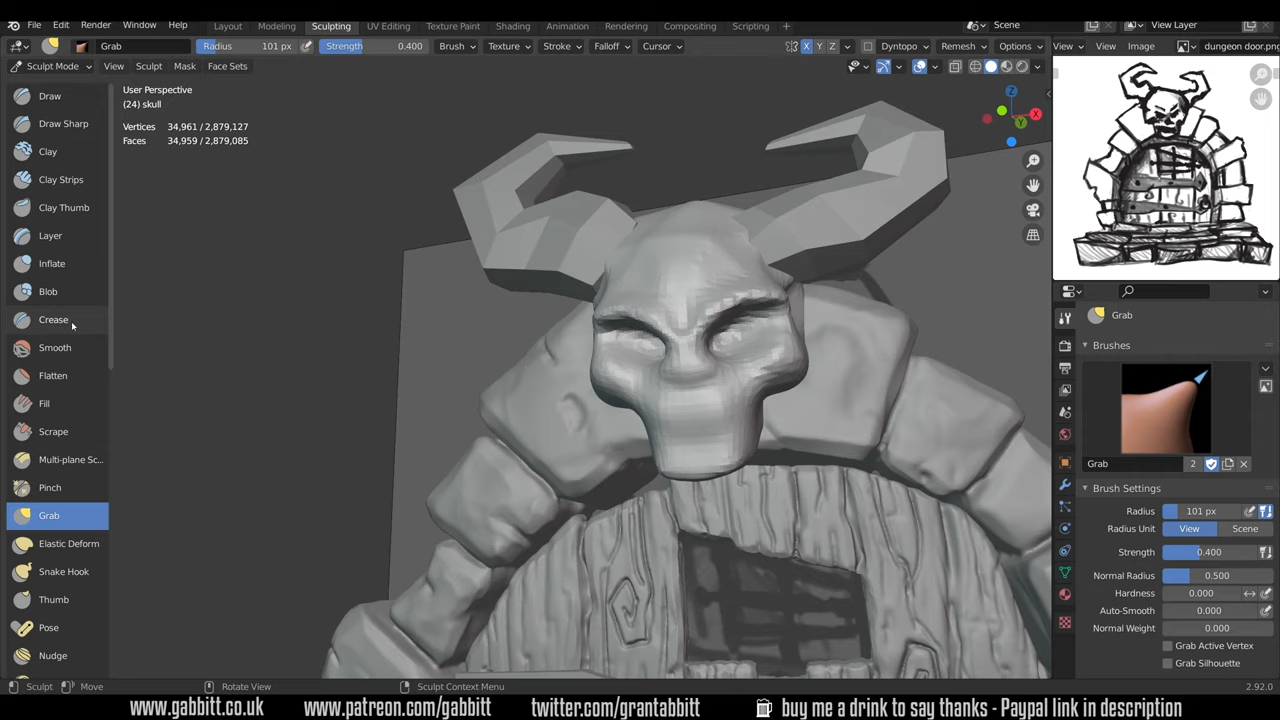 File Edit Render Window Help Layout Modeling Sculpting UV Editing Texture Paint Shading Animation Rendering Compositing Scripting + Scene View Layer
Grab Radius 101 px Strength 0.400 Brush Texture Stroke Falloff Cursor X Y Z Dyntopo Remesh Options View View Image dungeon door.png
Sculpt Mode View Sculpt Mask Face Sets
User Perspective
(24) skull
Vertices 34,961 / 2,879,127
Faces 34,959 / 2,879,085
Draw
Draw Sharp
Clay
Clay Strips
Clay Thumb
Layer
Inflate
Blob
Crease
Smooth
Flatten
Fill
Scrape
Multi-plane Sc...
Pinch
Grab
Elastic Deform
Snake Hook
Thumb
Pose
Nudge
Z
X
Y
Grab
Brushes
Grab 2
Brush Settings
Radius 101 px
Radius Unit View Scene
Strength 0.400
Normal Radius 0.500
Hardness 0.000
Auto-Smooth 0.000
Normal Weight 0.000
Grab Active Vertex
Grab Silhouette
Sculpt Move Rotate View Sculpt Context Menu 2.92.0
www.gabbitt.co.uk www.patreon.com/gabbitt twitter.com/grantabbitt buy me a drink to say thanks - Paypal link in description